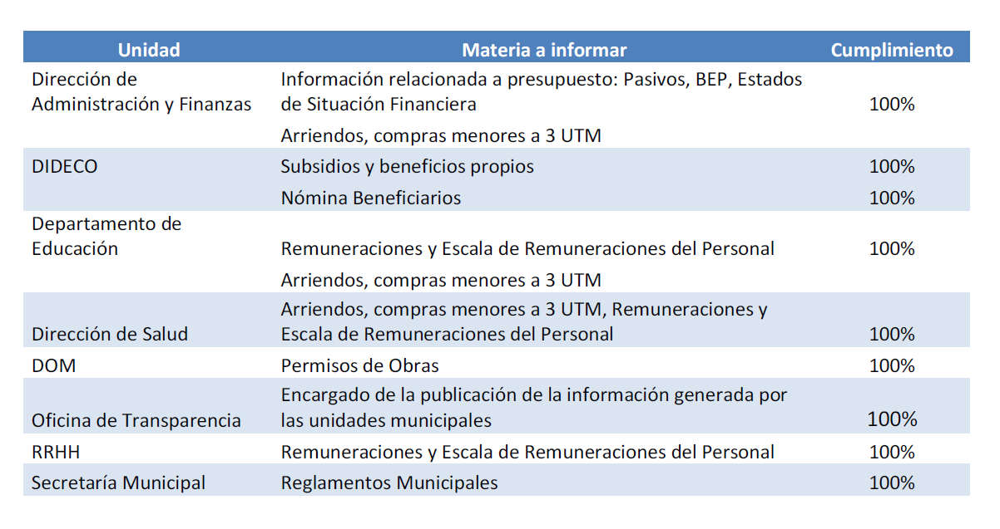 Unidad Materia a informar Cumplimiento
Dirección de
Administración y Finanzas
Información relacionada a presupuesto: Pasivos, BEP, Estados
de Situación Financiera
100%
Arriendos, compras menores a 3 UTM
DIDECO Subsidios y beneficios propios 100%
Nómina Beneficiarios 100%
Departamento de
Educación Remuneraciones y Escala de Remuneraciones del Personal 100%
Arriendos, compras menores a 3 UTM
Arriendos, compras menores a 3 UTM, Remuneraciones y
Dirección de Salud Escala de Remuneraciones del Personal 100%
DOM Permisos de Obras 100%
Encargado de la publicación de la información generada por
Oficina de Transparencia las unidades municipales 100%
RRHH Remuneraciones y Escala de Remuneraciones del Personal 100%
Secretaría Municipal Reglamentos Municipales 100%